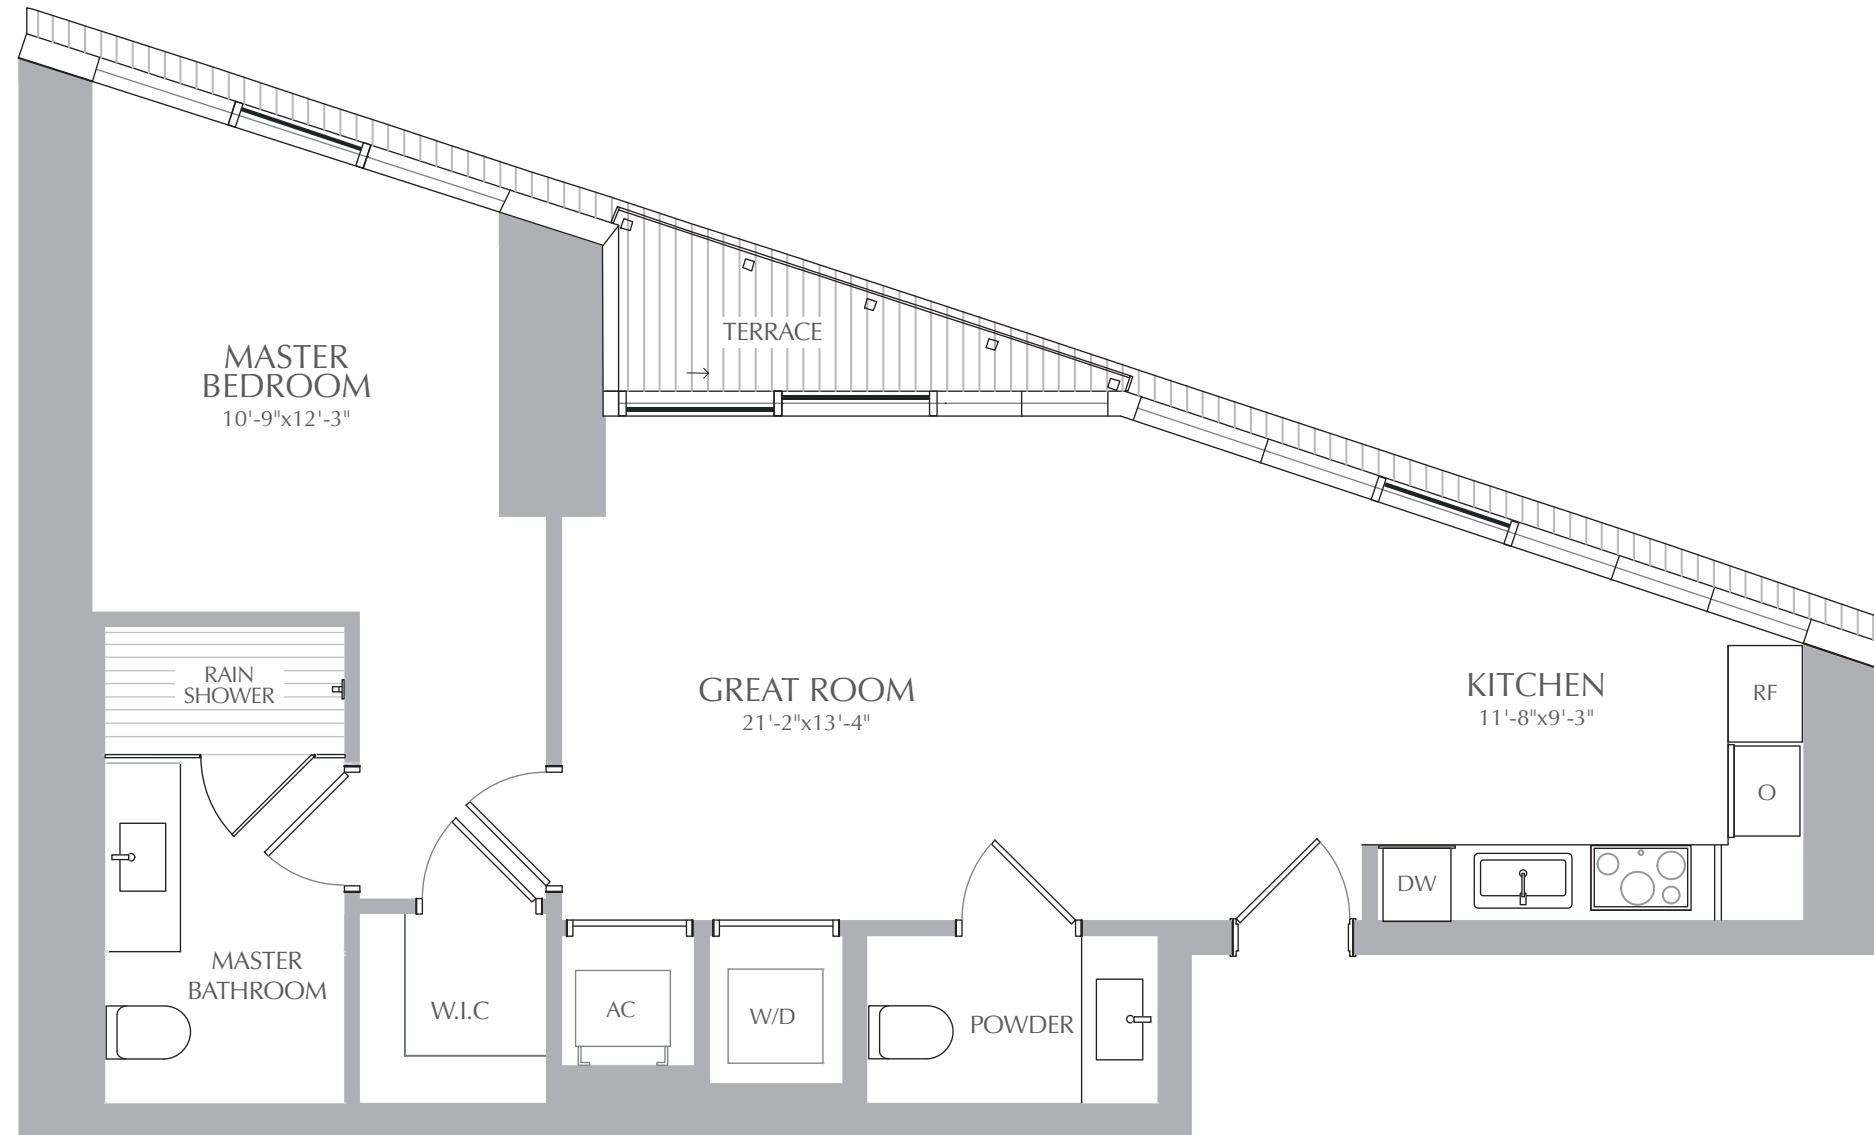 TERRACE
MASTER
BEDROOM
10'-9"x12'-3"
RAIN
SHOWER
GREAT ROOM
21'-2"x13'-4"
KITCHEN
11'-8"x9'-3"
RF
O
DW
MASTER
BATHROOM
W.I.C
AC
W/D
POWDER